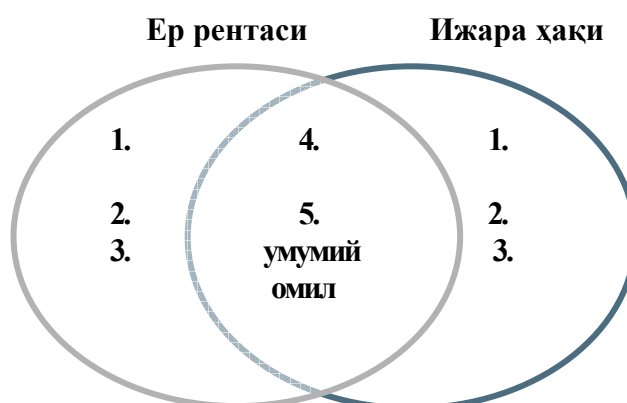 Ер рентаси Ижара ҳақи
1. 4. 1.
2. 5. 2.
3. умумий 3.
омил